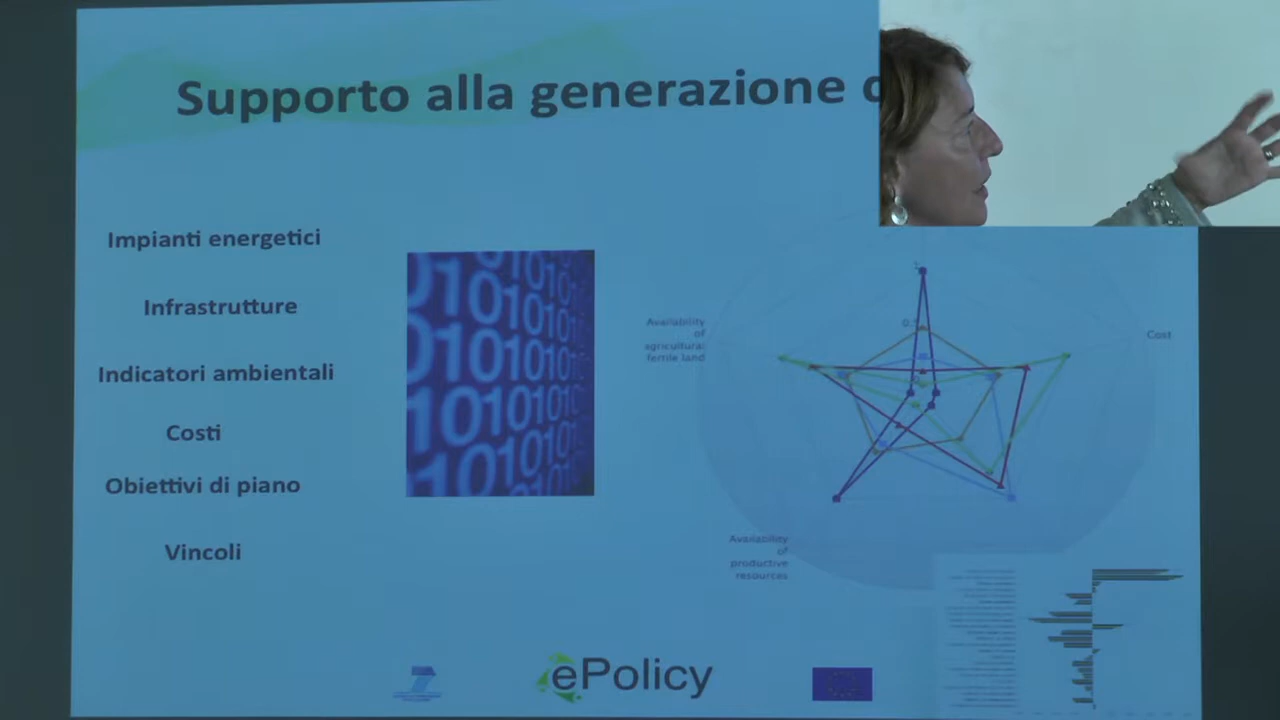 Supporto alla generazione
Impianti energetici
Infrastrutture
Indicatori ambientali
Costi
Obiettivi di piano
Vincoli
Availability
of
agricultural
fertile land
Cost
Availability
of
productive
resources
ePolicy